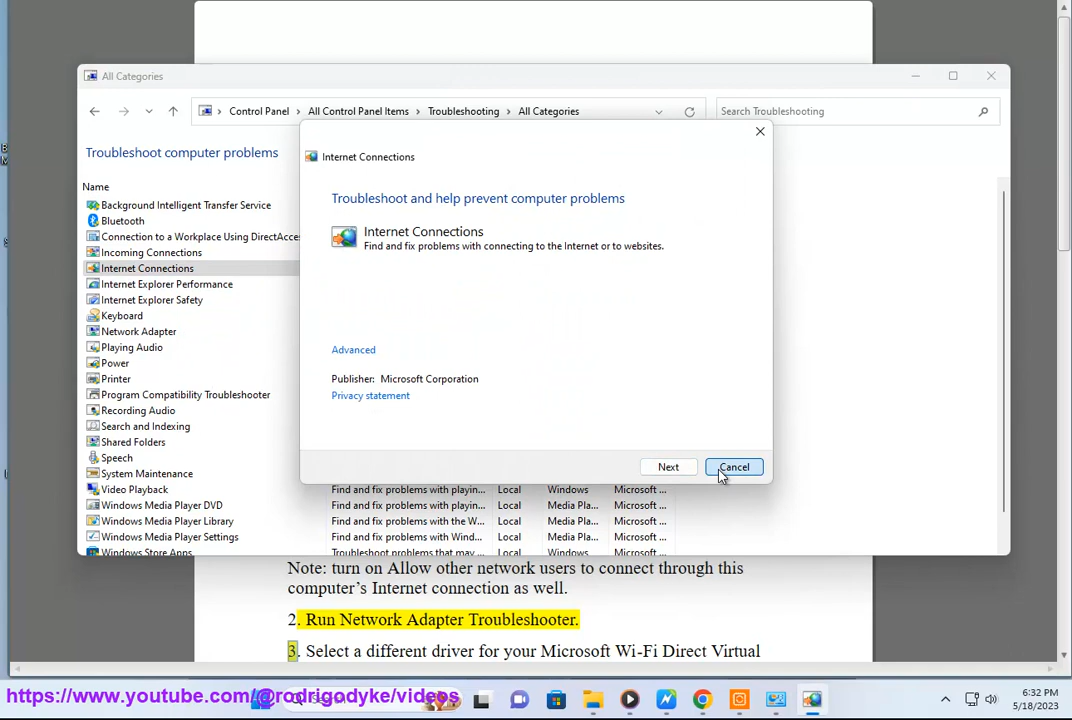 All Categories
Control Panel > All Control Panel Items > Troubleshooting > All Categories
Search Troubleshooting
Troubleshoot computer problems
Name
Background Intelligent Transfer Service
Bluetooth
Connection to a Workplace Using DirectAcces
Incoming Connections
Internet Connections
Internet Explorer Performance
Internet Explorer Safety
Keyboard
Network Adapter
Playing Audio
Power
Printer
Program Compatibility Troubleshooter
Recording Audio
Search and Indexing
Shared Folders
Speech
System Maintenance
Video Playback Find and fix problems with playin... Local Windows Microsoft ...
Windows Media Player DVD Find and fix problems with playin... Local Media Pla... Microsoft ...
Windows Media Player Library Find and fix problems with the W... Local Media Pla... Microsoft ...
Windows Media Player Settings Find and fix problems with Wind... Local Media Pla... Microsoft ...
Windows Store Apps Troubleshoot problems that may ... Local Windows Microsoft ...
Internet Connections
Troubleshoot and help prevent computer problems
Internet Connections
Find and fix problems with connecting to the Internet or to websites.
Advanced
Publisher: Microsoft Corporation
Privacy statement
Next Cancel
Note: turn on Allow other network users to connect through this
computer's Internet connection as well.
2. Run Network Adapter Troubleshooter.
3. Select a different driver for your Microsoft Wi-Fi Direct Virtual
https://www.youtube.com/@rodrigodyke/videos
6:32 PM
5/18/2023